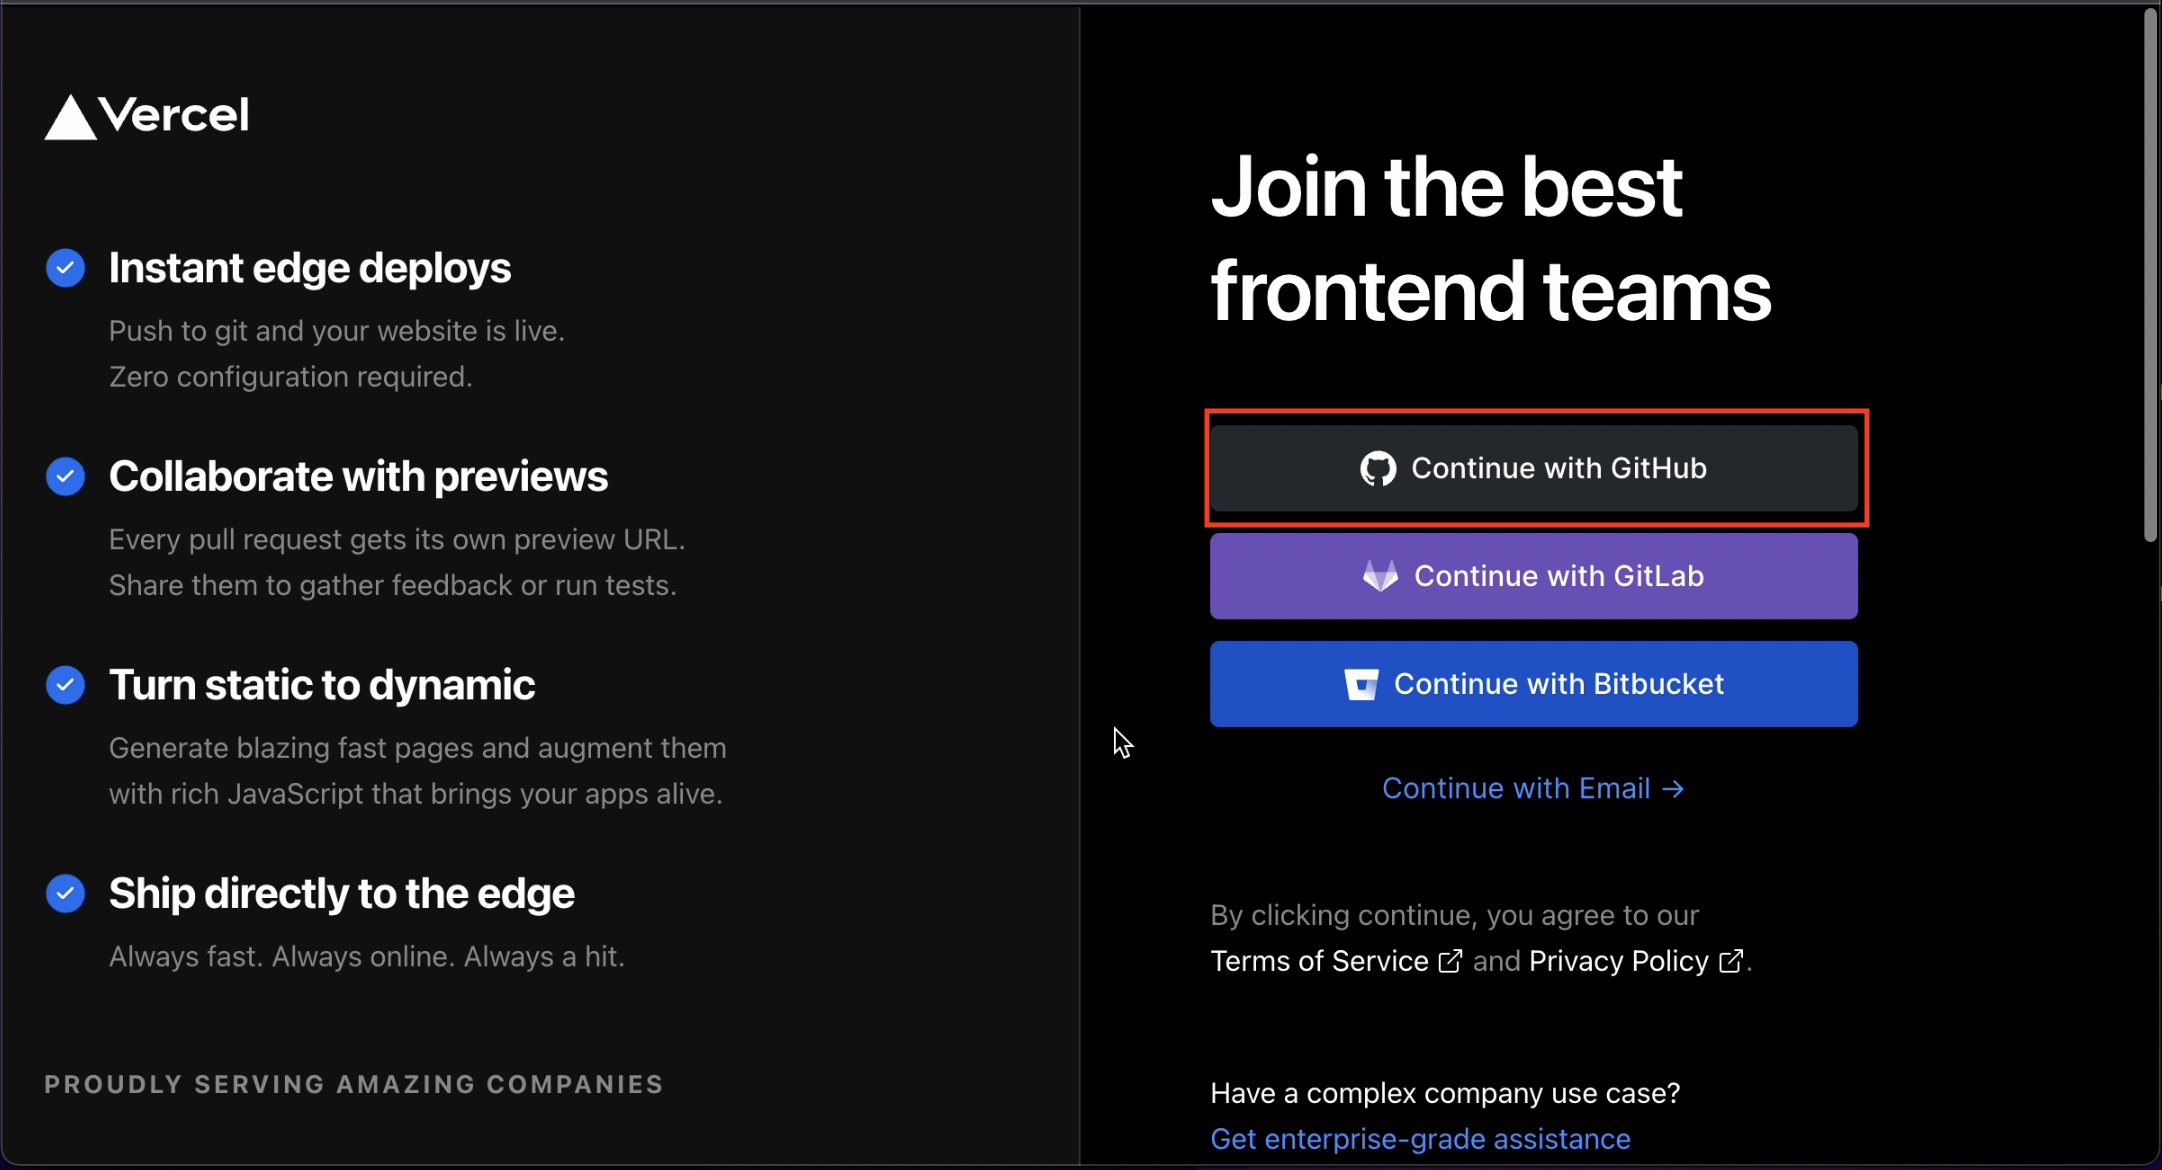 Vercel
Instant edge deploys
Push to git and your website is live.
Zero configuration required.
Collaborate with previews
Every pull request gets its own preview URL.
Share them to gather feedback or run tests.
Turn static to dynamic
Generate blazing fast pages and augment them
with rich JavaScript that brings your apps alive.
Ship directly to the edge
Always fast. Always online. Always a hit.
PROUDLY SERVING AMAZING COMPANIES
Join the best
frontend teams
Continue with GitHub
Continue with GitLab
Continue with Bitbucket
Continue with Email →
By clicking continue, you agree to our
Terms of Service and Privacy Policy .
Have a complex company use case?
Get enterprise-grade assistance